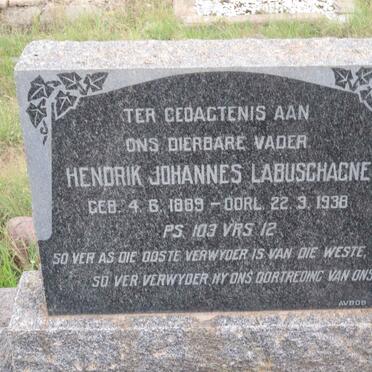 TER GEDAGTENIS AAN
ONS DIERBARE VADER
HENDRIK JOHANNES LABUSCHAGNE
GEB. 4. 6. 1889 - OORL. 22. 3. 1938
PS 103 VRS 12.
SO VER AS DIE OOSTE VERWYDER IS VAN DIE WESTE,
SO VER VERWYDER HY ONS OORTREDING VAN ONS
AVBOB